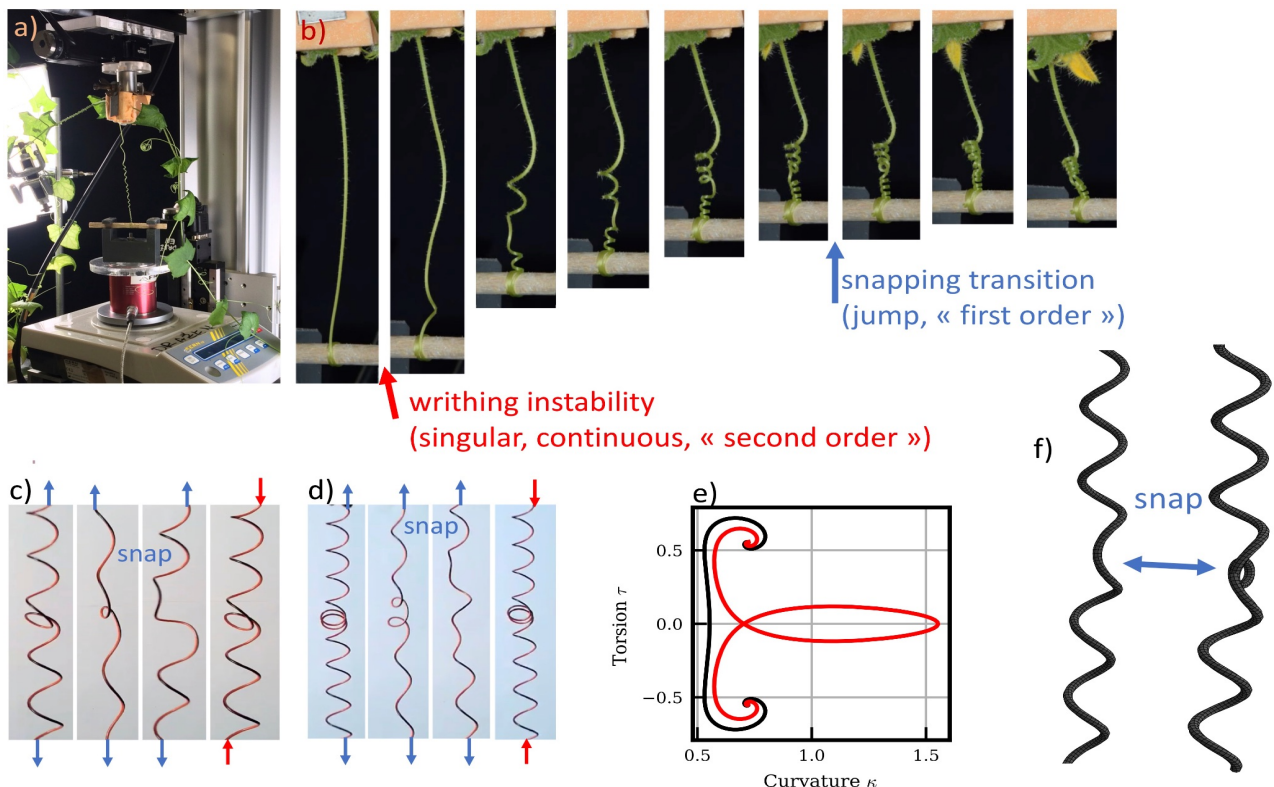 a)
b)
snapping transition
(jump, « first order »)
writhing instability
(singular, continuous, « second order »)
c)
snap
d)
snap
e)
0.5
0.0
−0.5
Torsion τ
0.5
1.0
1.5
Curvature κ
f)
snap